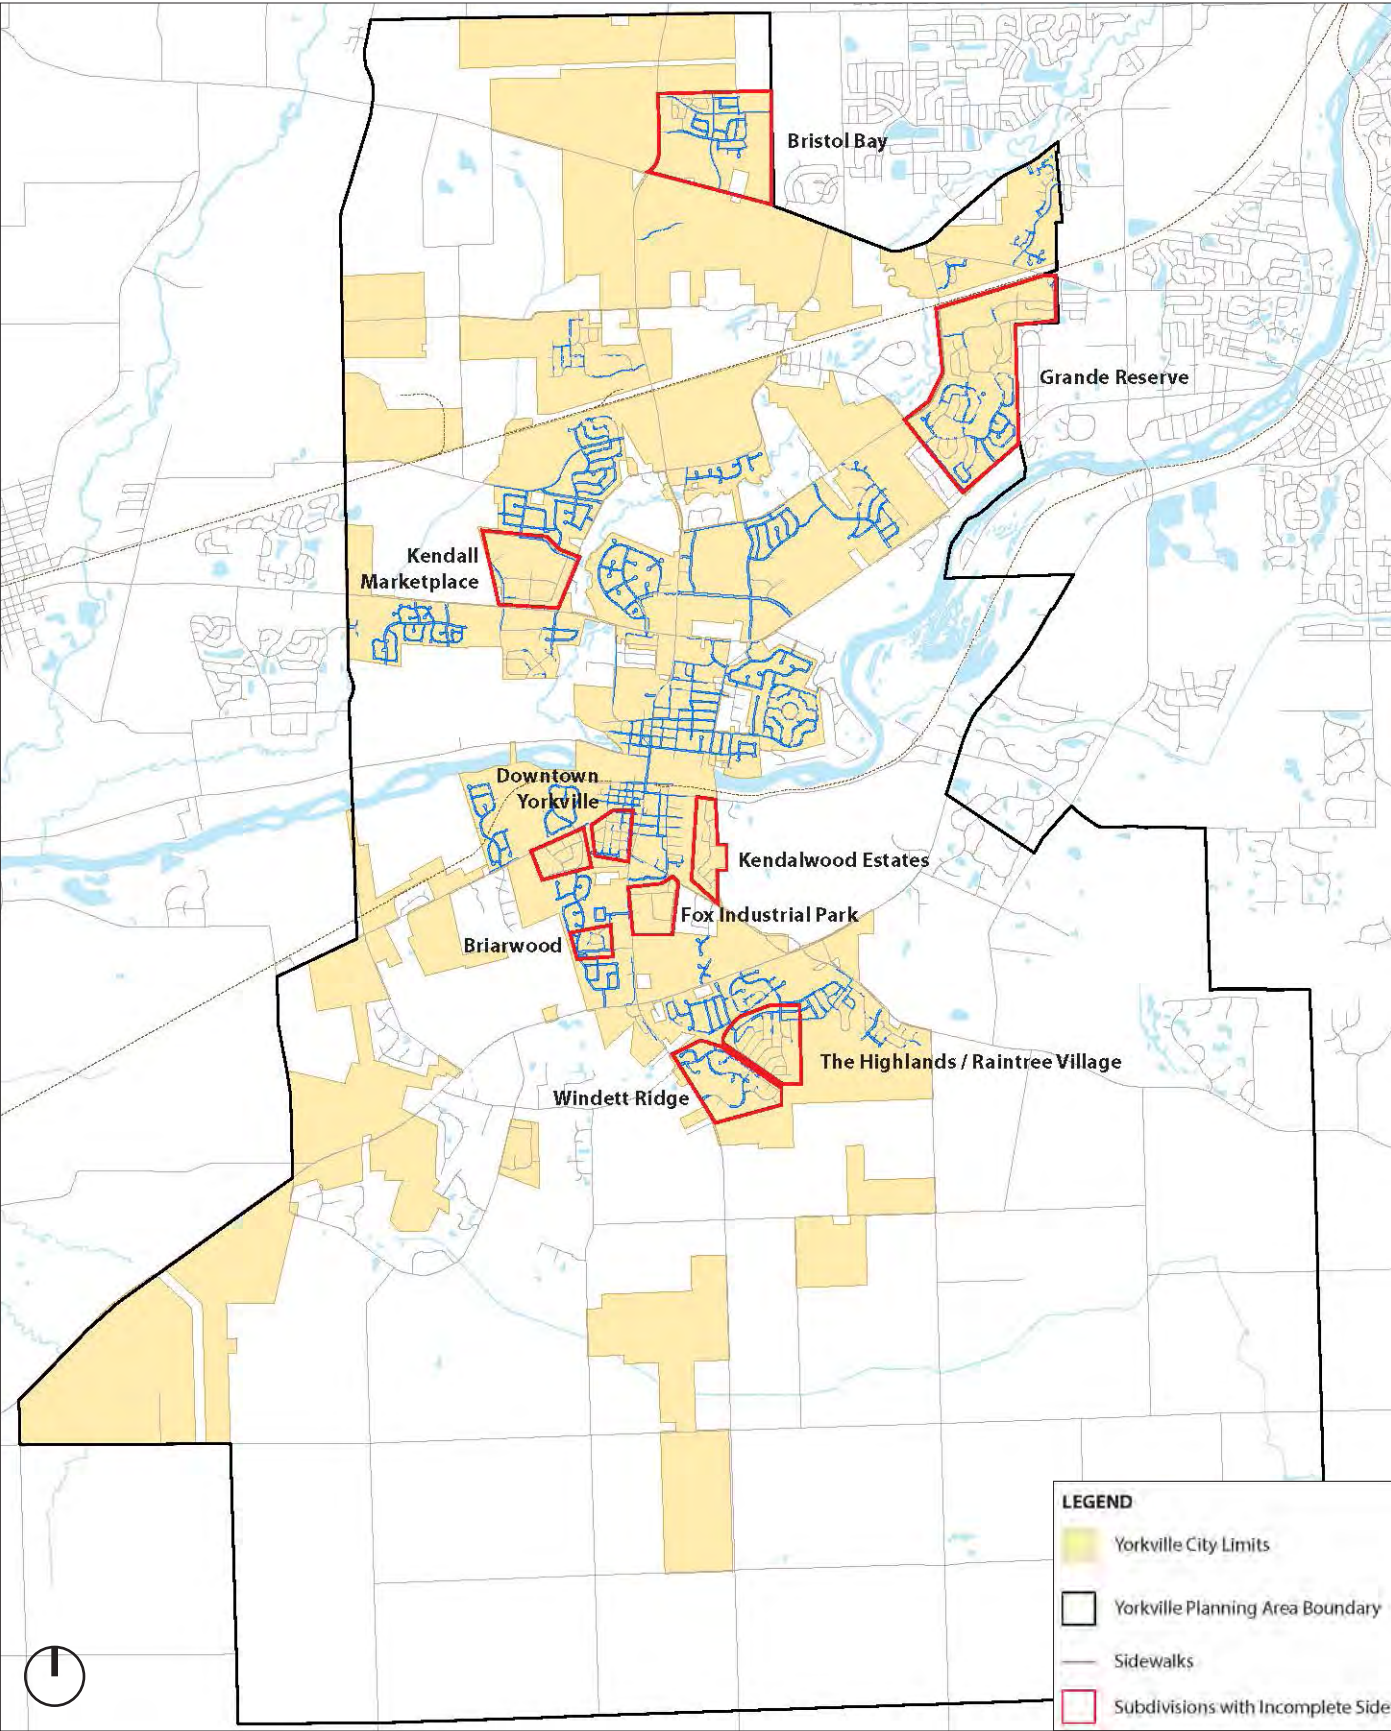 Bristol Bay
Grande Reserve
Kendall
Marketplace
Downtown
Yorkville
Kendalwood Estates
Fox Industrial Park
Briarwood
The Highlands / Raintree Village
Windett Ridge
LEGEND
Yorkville City Limits
Yorkville Planning Area Boundary
Sidewalks
Subdivisions with Incomplete Side